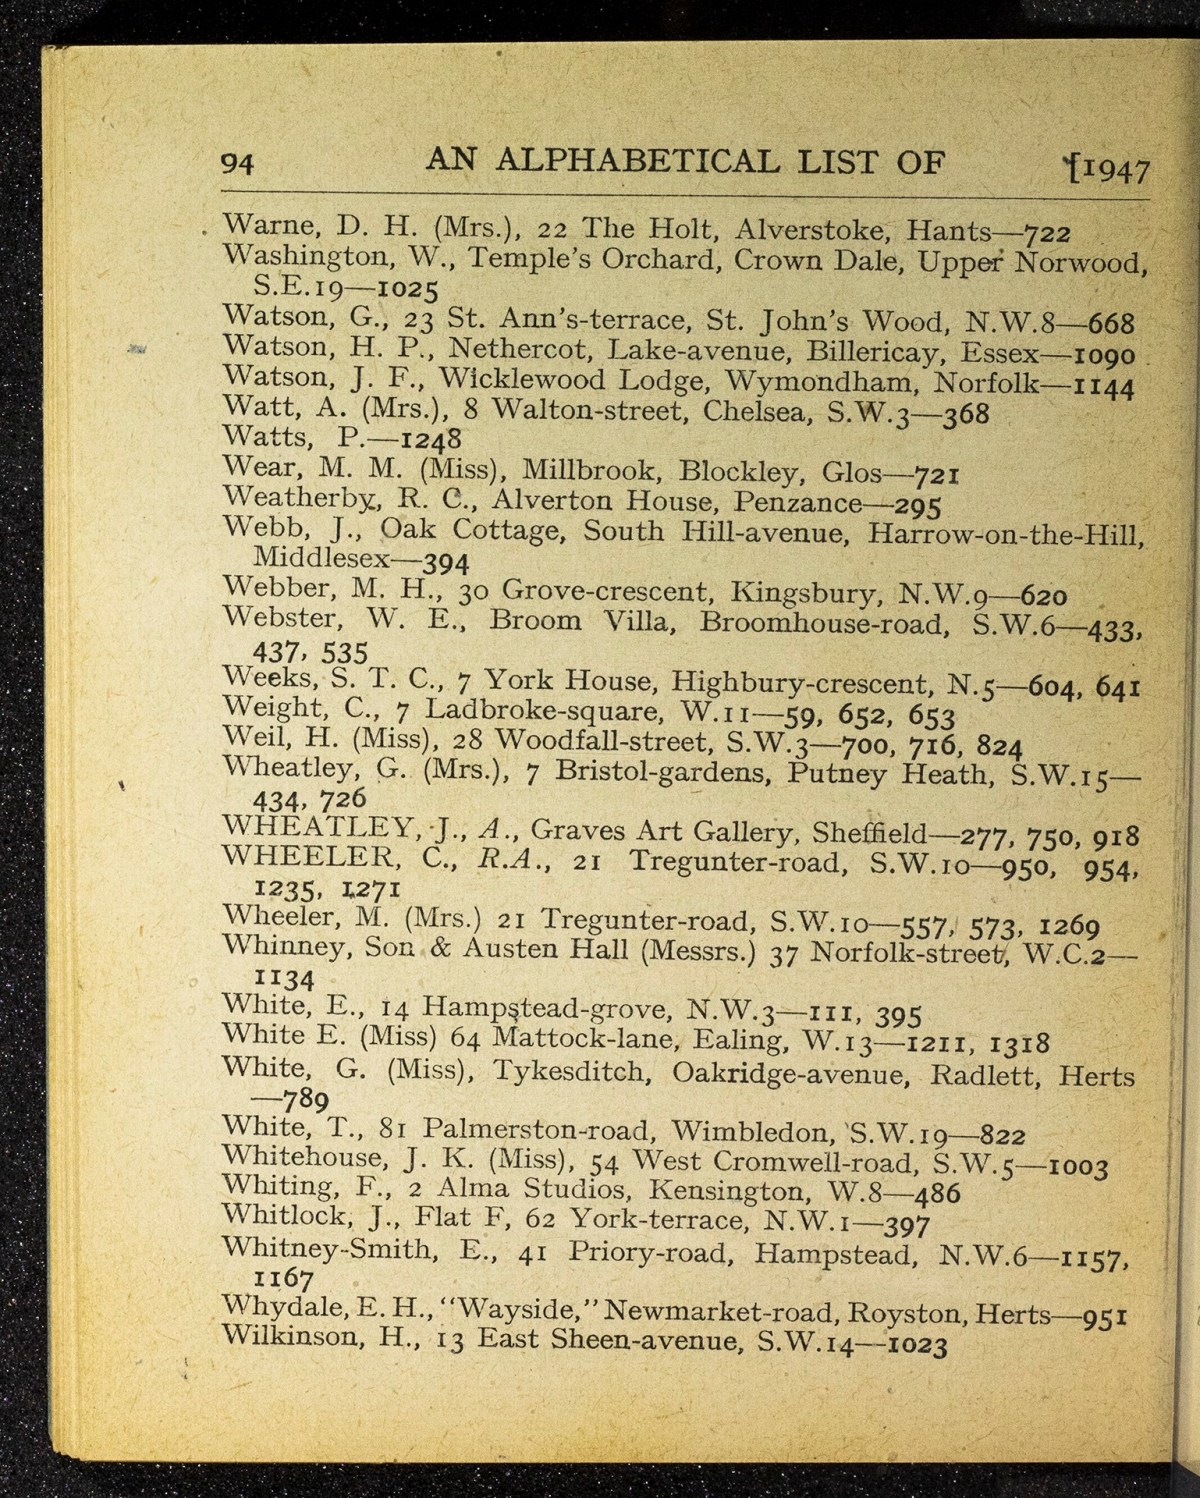 94 AN ALPHABETICAL LIST OF [1947
Warne, D. H. (Mrs.), 22 The Holt, Alverstoke, Hants—722
Washington, W., Temple's Orchard, Crown Dale, Upper Norwood,
S.E.19—1025
Watson, G., 23 St. Ann's-terrace, St. John's Wood, N.W.8—668
Watson, H. P., Nethercot, Lake-avenue, Billericay, Essex—1090
Watson, J. F., Wicklewood Lodge, Wymondham, Norfolk—1144
Watt, A. (Mrs.), 8 Walton-street, Chelsea, S.W.3—368
Watts, P.—1248
Wear, M. M. (Miss), Millbrook, Blockley, Glos—721
Weatherby, R. C., Alverton House, Penzance—295
Webb, J., Oak Cottage, South Hill-avenue, Harrow-on-the-Hill,
Middlesex—394
Webber, M. H., 30 Grove-crescent, Kingsbury, N.W.9—620
Webster, W. E., Broom Villa, Broomhouse-road, S.W.6—433,
437, 535
Weeks, S. T. C., 7 York House, Highbury-crescent, N.5—604, 641
Weight, C., 7 Ladbroke-square, W.11—59, 652, 653
Weil, H. (Miss), 28 Woodfall-street, S.W.3—700, 716, 824
Wheatley, G. (Mrs.), 7 Bristol-gardens, Putney Heath, S.W.15—
434, 726
WHEATLEY, J., A., Graves Art Gallery, Sheffield—277, 750, 918
WHEELER, C., R.A., 21 Tregunter-road, S.W.10—950, 954,
1235, 1271
Wheeler, M. (Mrs.) 21 Tregunter-road, S.W.10—557, 573, 1269
Whinney, Son & Austen Hall (Messrs.) 37 Norfolk-street, W.C.2—
1134
White, E., 14 Hampstead-grove, N.W.3—111, 395
White E. (Miss) 64 Mattock-lane, Ealing, W.13—1211, 1318
White, G. (Miss), Tykesditch, Oakridge-avenue, Radlett, Herts
—789
White, T., 81 Palmerston-road, Wimbledon, S.W.19—822
Whitehouse, J. K. (Miss), 54 West Cromwell-road, S.W.5—1003
Whiting, F., 2 Alma Studios, Kensington, W.8—486
Whitlock, J., Flat F, 62 York-terrace, N.W.1—397
Whitney-Smith, E., 41 Priory-road, Hampstead, N.W.6—1157,
1167
Whydale, E. H., "Wayside," Newmarket-road, Royston, Herts—951
Wilkinson, H., 13 East Sheen-avenue, S.W.14—1023